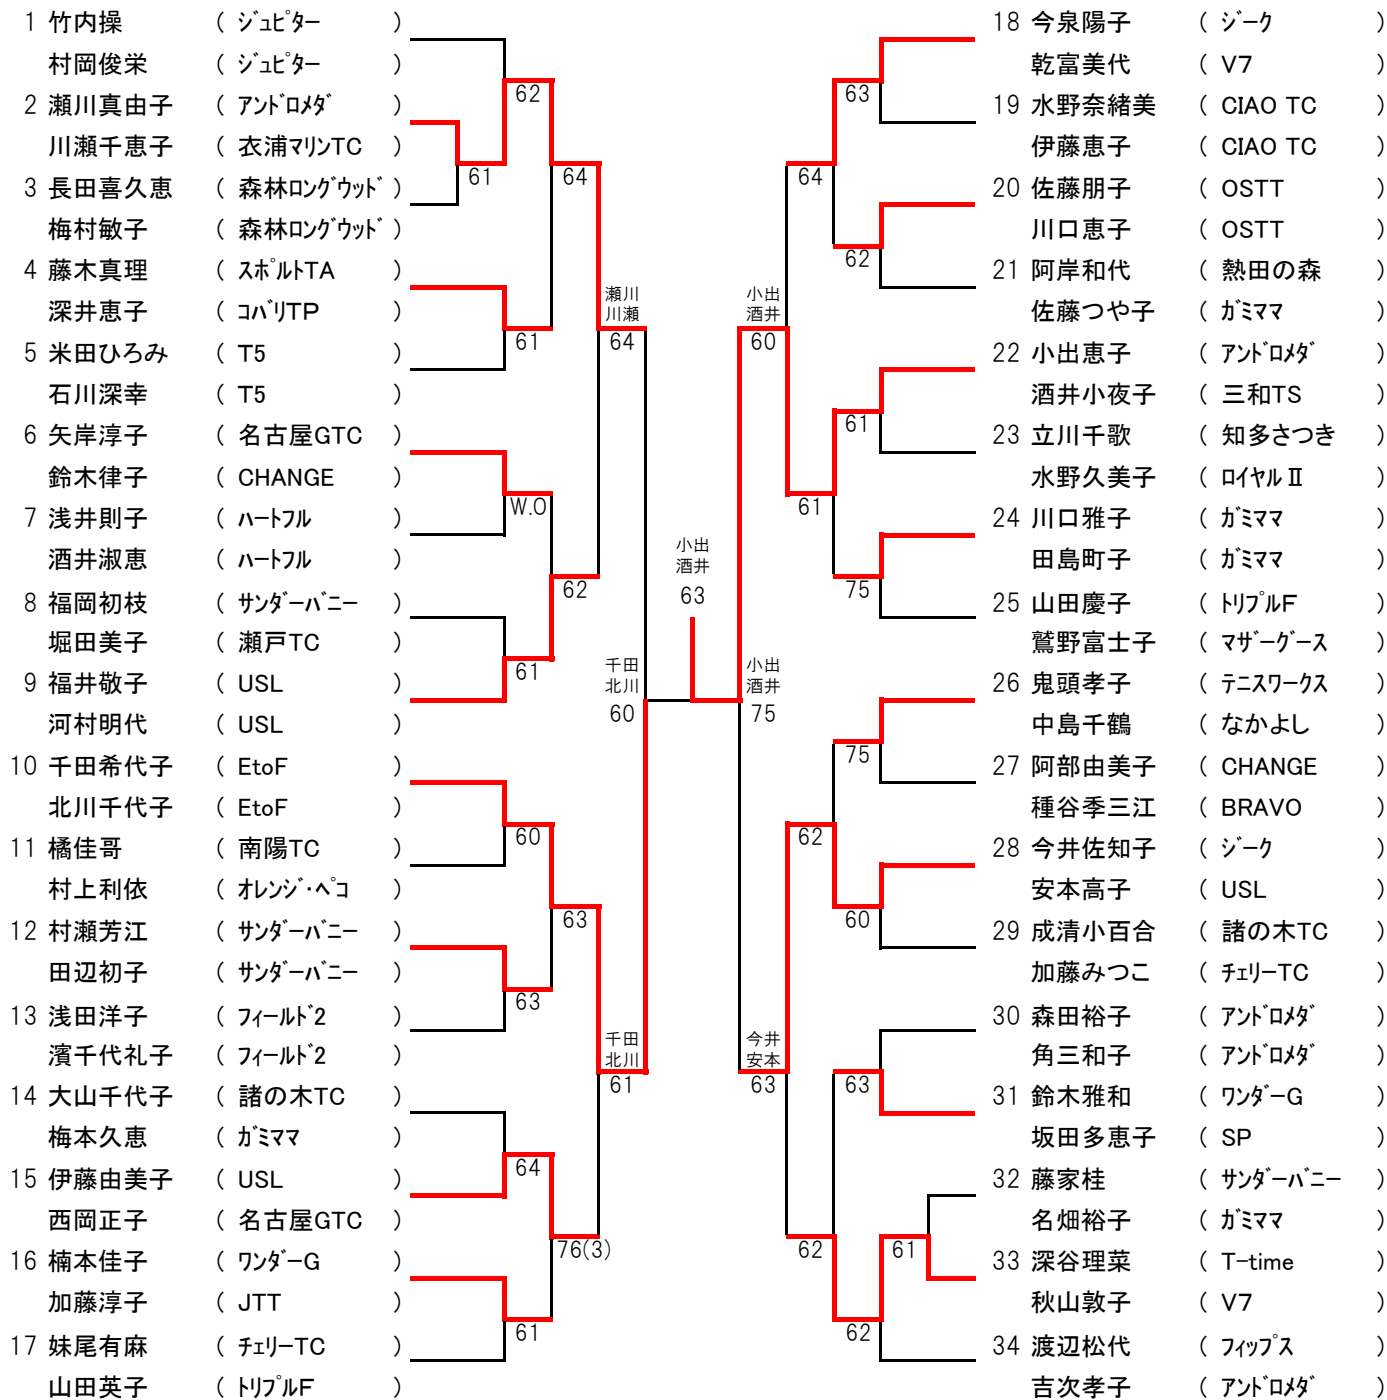 1 竹内操 ( ジュピター )
村岡俊栄 ( ジュピター )
2 瀬川真由子 ( アンドロメダ )
川瀬千恵子 ( 衣浦マリンTC )
3 長田喜久恵 ( 森林ロングウッド )
梅村敏子 ( 森林ロングウッド )
4 藤木真理 ( スポルトTA )
深井恵子 ( コバリTP )
5 米田ひろみ ( T5 )
石川深幸 ( T5 )
6 矢岸淳子 ( 名古屋GTC )
鈴木律子 ( CHANGE )
7 浅井則子 ( ハートフル )
酒井淑恵 ( ハートフル )
8 福岡初枝 ( サンダーバニー )
堀田美子 ( 瀬戸TC )
9 福井敬子 ( USL )
河村明代 ( USL )
10 千田希代子 ( EtoF )
北川千代子 ( EtoF )
11 橘佳哥 ( 南陽TC )
村上利依 ( オレンジ・ペコ )
12 村瀬芳江 ( サンダーバニー )
田辺初子 ( サンダーバニー )
13 浅田洋子 ( フィールド2 )
濱千代礼子 ( フィールド2 )
14 大山千代子 ( 諸の木TC )
梅本久恵 ( ガミママ )
15 伊藤由美子 ( USL )
西岡正子 ( 名古屋GTC )
16 楠本佳子 ( ワンダーG )
加藤淳子 ( JTT )
17 妹尾有麻 ( チェリーTC )
山田英子 ( トリプルF )
62
61
61
W.O
61
60
63
64
61
64
62
63
76(3)
瀬川
川瀬
64
千田
北川
61
千田
北川
60
小出
酒井
63
小出
酒井
75
小出
酒井
60
今井
安本
63
64
61
62
62
63
62
61
75
75
60
63
61
62
18 今泉陽子 ( ジーク )
乾富美代 ( V7 )
19 水野奈緒美 ( CIAO TC )
伊藤恵子 ( CIAO TC )
20 佐藤朋子 ( OSTT )
川口恵子 ( OSTT )
21 阿岸和代 ( 熱田の森 )
佐藤つや子 ( ガミママ )
22 小出恵子 ( アンドロメダ )
酒井小夜子 ( 三和TS )
23 立川千歌 ( 知多さつき )
水野久美子 ( ロイヤルⅡ )
24 川口雅子 ( ガミママ )
田島町子 ( ガミママ )
25 山田慶子 ( トリプルF )
鷲野富士子 ( マザーグース )
26 鬼頭孝子 ( テニスワークス )
中島千鶴 ( なかよし )
27 阿部由美子 ( CHANGE )
種谷季三江 ( BRAVO )
28 今井佐知子 ( ジーク )
安本高子 ( USL )
29 成清小百合 ( 諸の木TC )
加藤みつこ ( チェリーTC )
30 森田裕子 ( アンドロメダ )
角三和子 ( アンドロメダ )
31 鈴木雅和 ( ワンダーG )
坂田多恵子 ( SP )
32 藤家桂 ( サンダーバニー )
名畑裕子 ( ガミママ )
33 深谷理菜 ( T-time )
秋山敦子 ( V7 )
34 渡辺松代 ( フィップス )
吉次孝子 ( アンドロメダ )